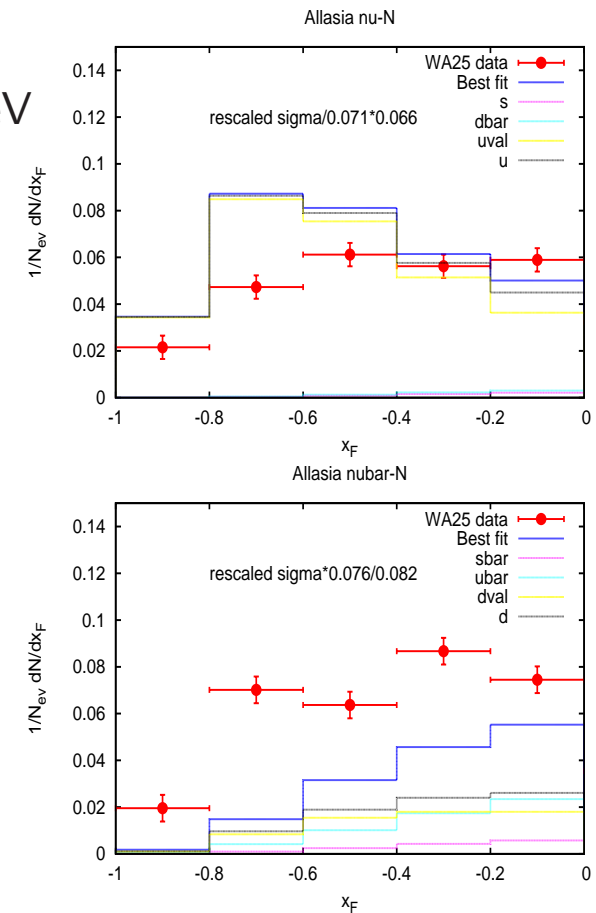 Allasia nu-N
eV
0.14
0.12
0.1
0.08
0.06
0.04
0.02
0
1/N_ev dN/dx_F
WA25 data
Best fit
s
dbar
uval
u
rescaled sigma/0.071*0.066
-1 -0.8 -0.6 -0.4 -0.2 0
x_F
Allasia nubar-N
0.14
0.12
0.1
0.08
0.06
0.04
0.02
0
1/N_ev dN/dx_F
WA25 data
Best fit
sbar
ubar
dval
d
rescaled sigma*0.076/0.082
-1 -0.8 -0.6 -0.4 -0.2 0
x_F